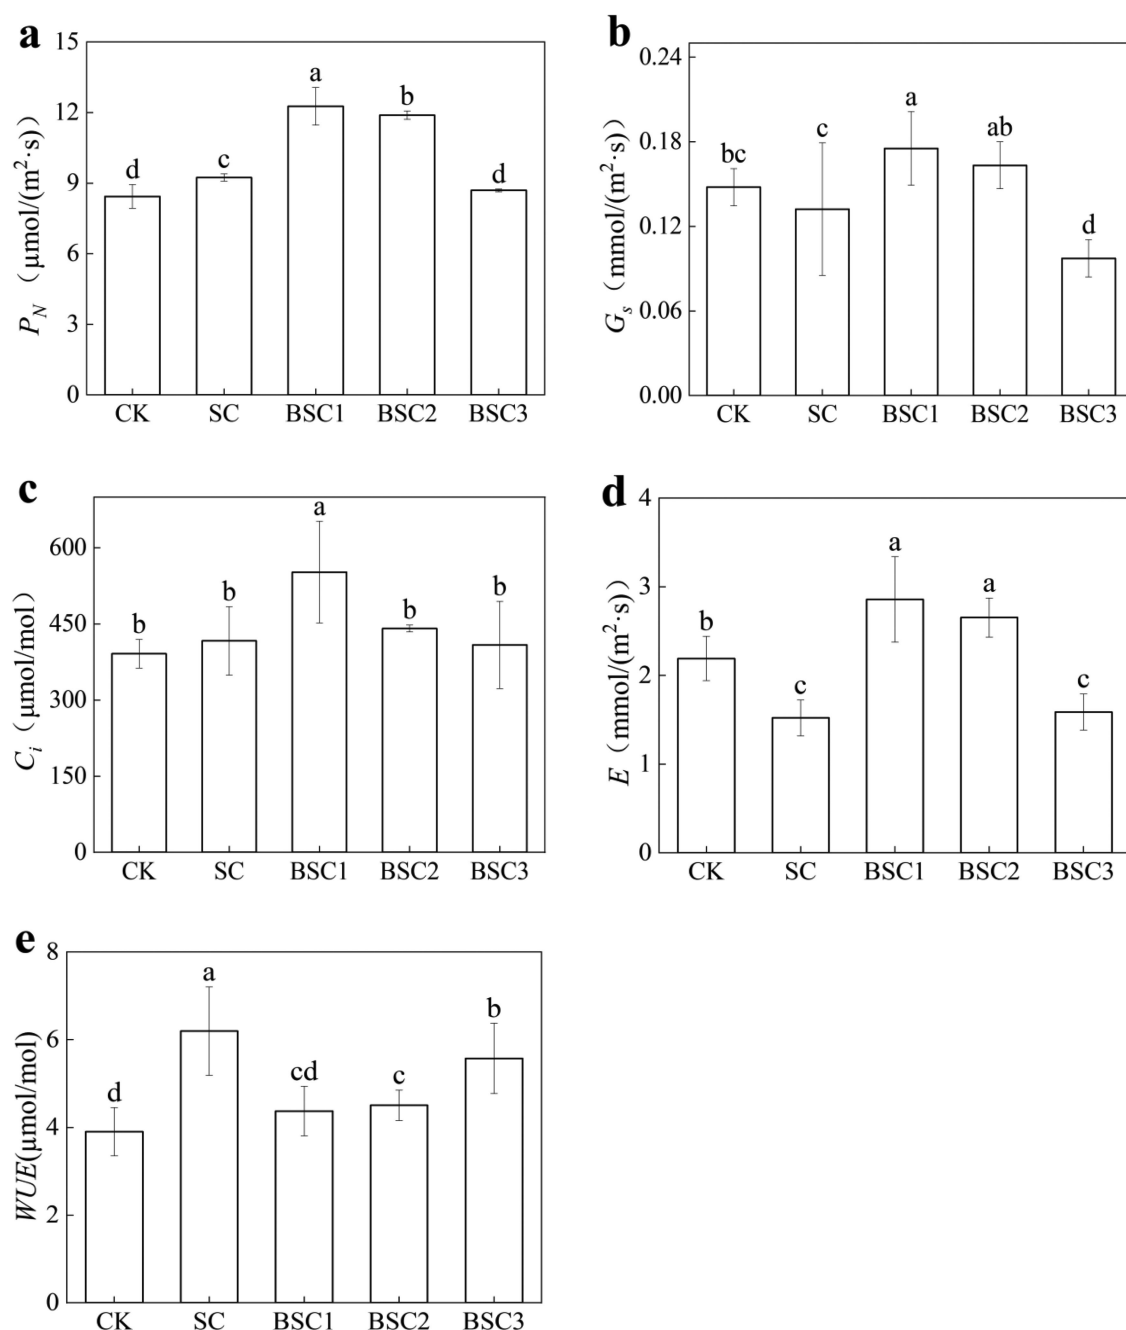 a
P_N （μmol/(m²·s)）
15
12
9
6
3
0
d
c
a
b
d
CK SC BSC1 BSC2 BSC3
b
G_s （mmol/(m²·s)）
0.24
0.18
0.12
0.06
0.00
bc
c
a
ab
d
CK SC BSC1 BSC2 BSC3
c
C_i （μmol/mol)
600
450
300
150
0
b
b
a
b
b
CK SC BSC1 BSC2 BSC3
d
E （mmol/(m²·s)）
4
3
2
1
0
b
c
a
a
c
CK SC BSC1 BSC2 BSC3
e
WUE(μmol/mol)
8
6
4
2
0
d
a
cd
c
b
CK SC BSC1 BSC2 BSC3